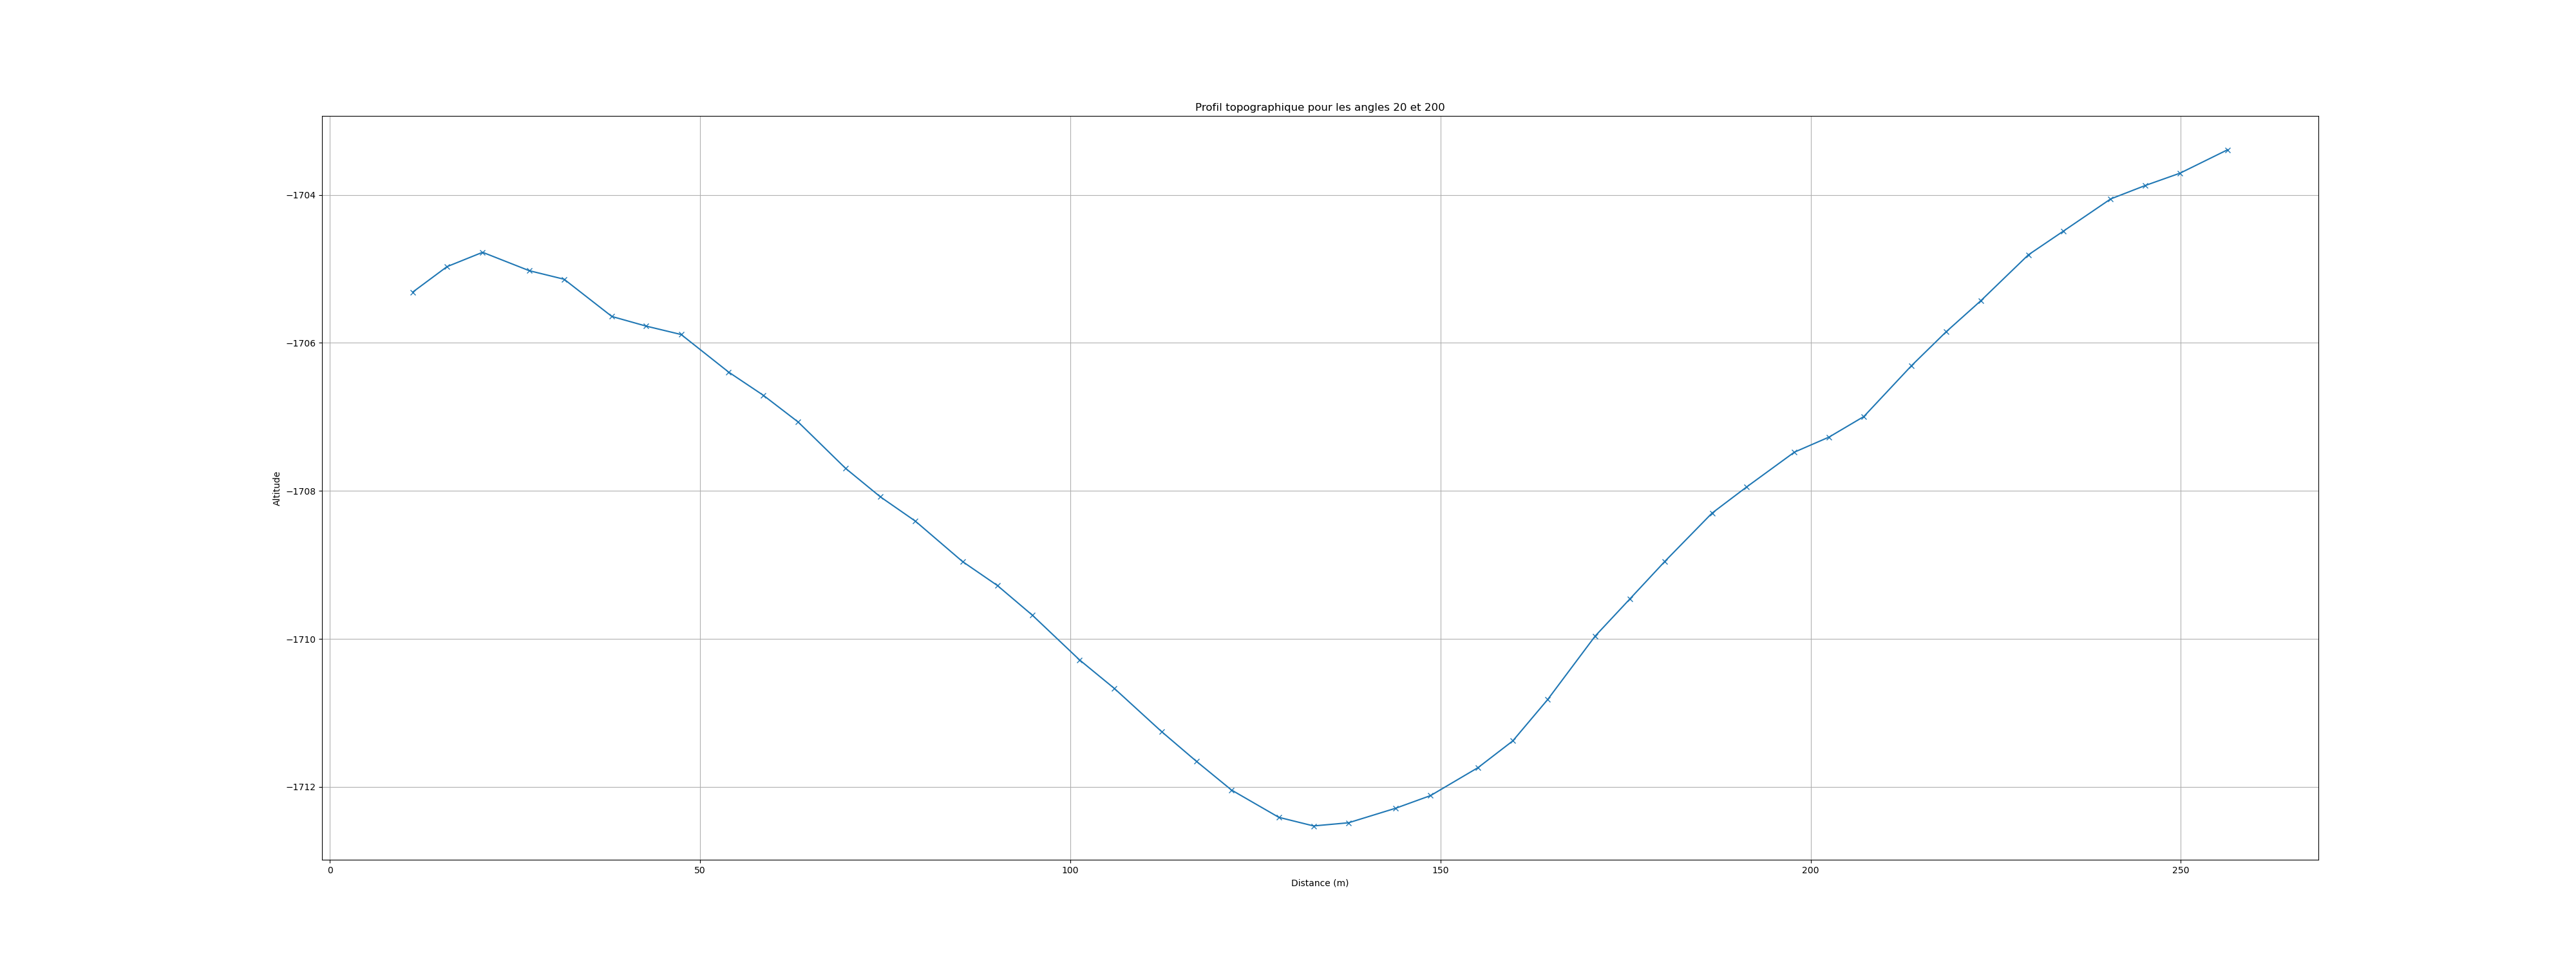 Profil topographique pour les angles 20 et 200
Altitude
−1704
−1706
−1708
−1710
−1712
0 50 100 150 200 250
Distance (m)